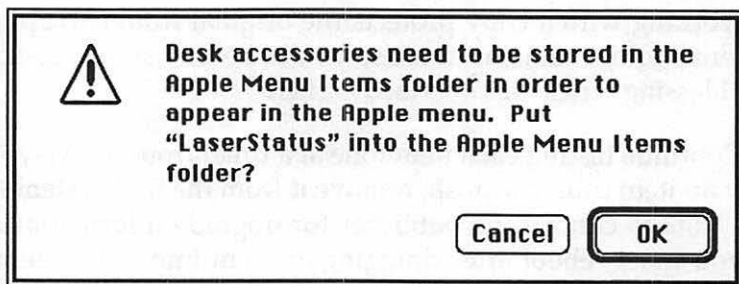 Desk accessories need to be stored in the
Apple Menu Items folder in order to
appear in the Apple menu. Put
“LaserStatus” into the Apple Menu Items
folder?
Cancel OK